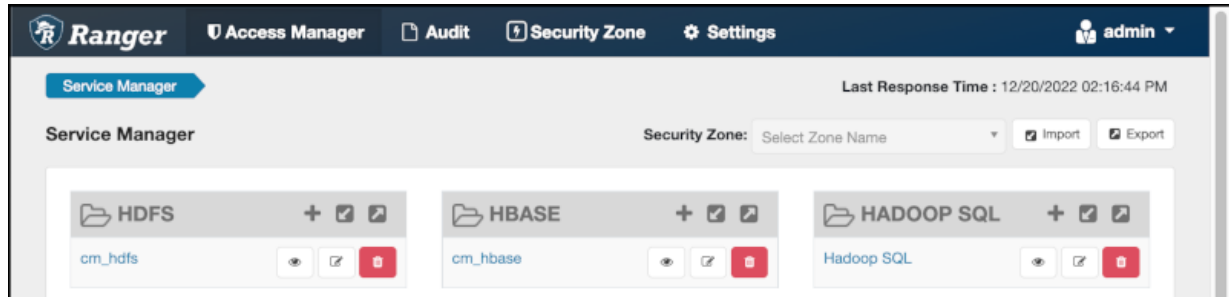 Ranger Access Manager Audit Security Zone Settings admin
Service Manager Last Response Time : 12/20/2022 02:16:44 PM
Service Manager Security Zone: Select Zone Name Import Export
HDFS HBASE HADOOP SQL
cm_hdfs cm_hbase Hadoop SQL